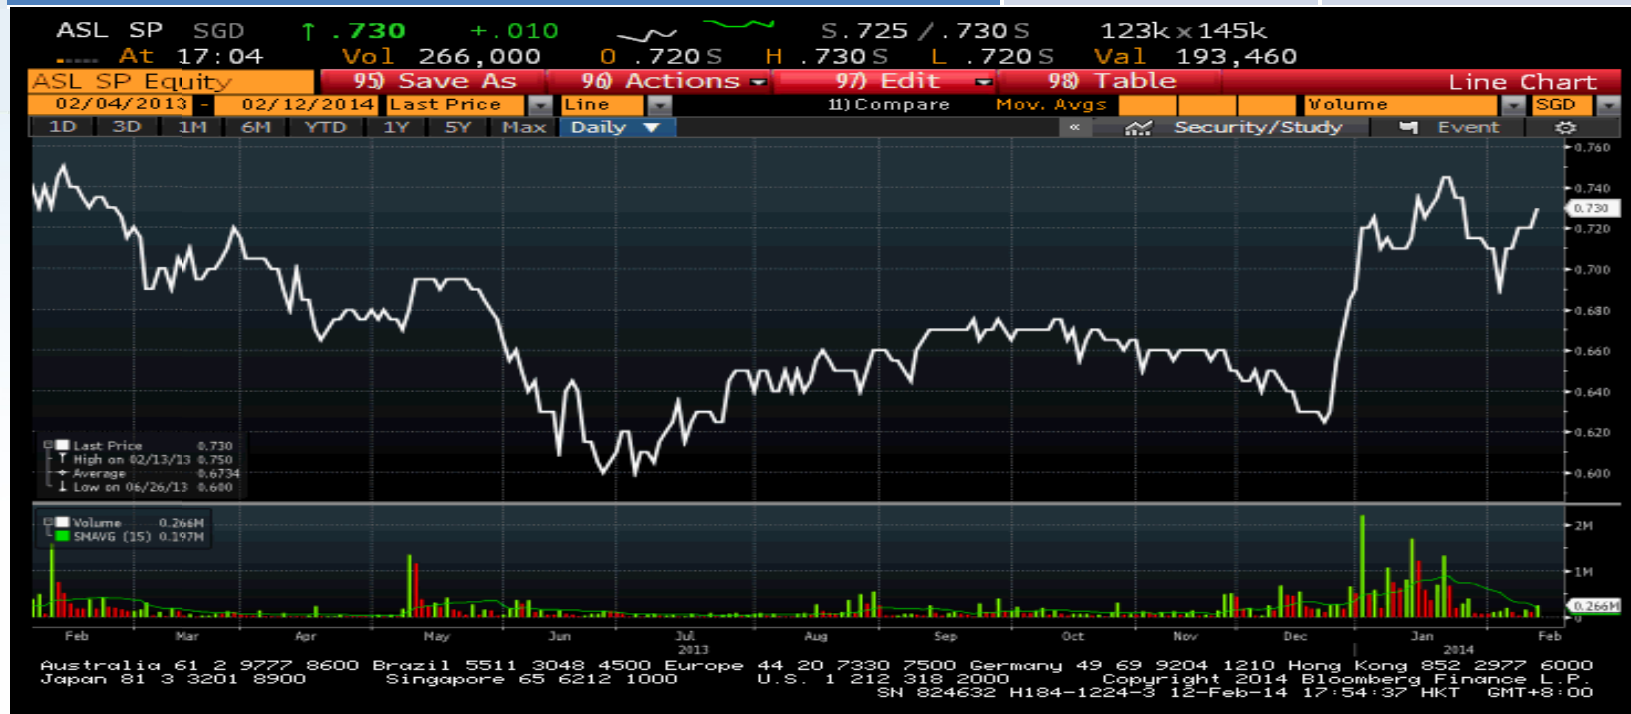 ASL SP SGD ↑ .730 +.010 S.725 / .730S 123k x 145k
At 17:04 Vol 266,000 O .720S H .730S L .720S Val 193,460
ASL SP Equity 95) Save As 96) Actions 97) Edit 98) Table Line Chart
02/04/2013 - 02/12/2014 Last Price Line 11) Compare Mov. Avgs Volume SGD
1D 3D 1M 6M YTD 1Y 5Y Max Daily ▼ « Security/Study Event
0.760
0.740
0.730
0.720
0.700
0.680
0.660
0.640
0.620
0.600
Last Price 0.730
High on 02/13/13 0.750
Average 0.6734
Low on 06/26/13 0.600
Volume 0.266M
SMAVG (15) 0.197M
2M
1M
0.266M
0
Feb Mar Apr May Jun Jul Aug Sep Oct Nov Dec Jan Feb
2013 2014
Australia 61 2 9777 8600 Brazil 5511 3048 4500 Europe 44 20 7330 7500 Germany 49 69 9204 1210 Hong Kong 852 2977 6000
Japan 81 3 3201 8900 Singapore 65 6212 1000 U.S. 1 212 318 2000 Copyright 2014 Bloomberg Finance L.P.
SN 824632 H184-1224-3 12-Feb-14 17:54:37 HKT GMT+8:00